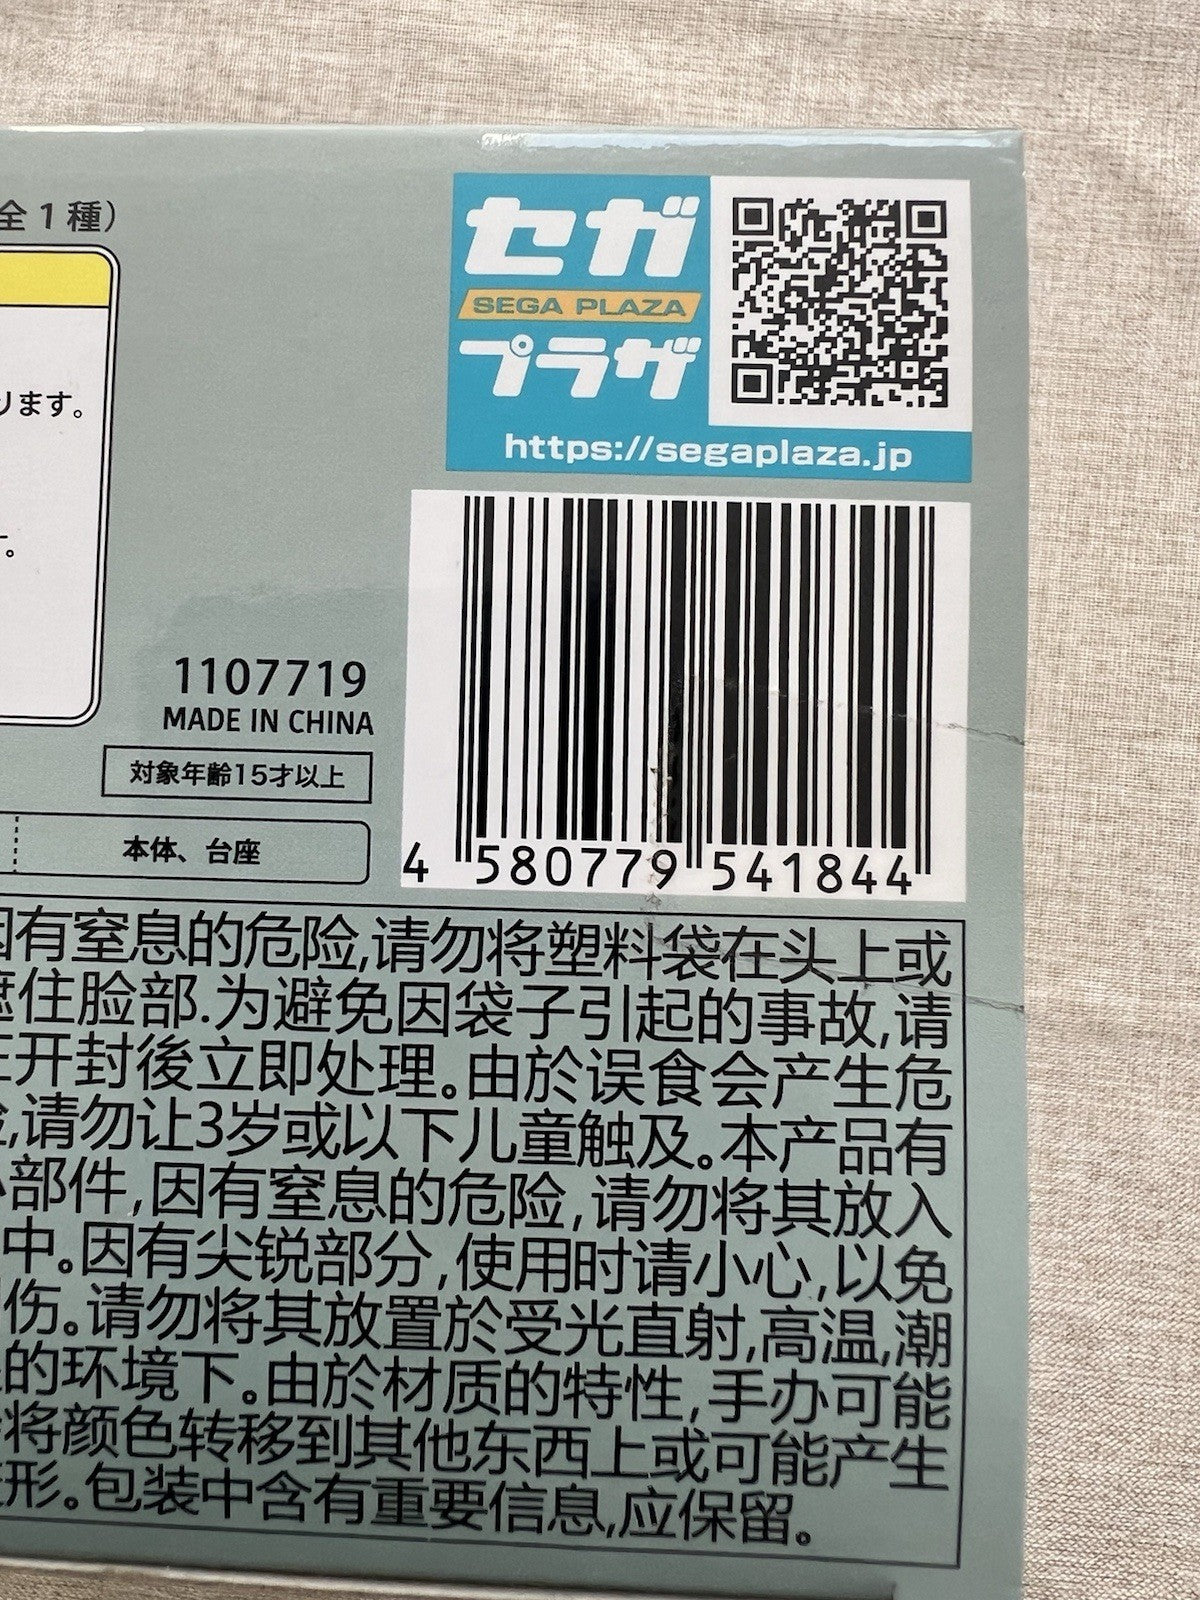 全1種)
セガ
SEGA PLAZA
プラザ
https://segaplaza.jp
ります。
す。
1107719
MADE IN CHINA
対象年齢15才以上
本体、台座
4 580779 541844
因有窒息的危险,请勿将塑料袋在头上或
遮住脸部.为避免因袋子引起的事故,请
开封後立即处理。由於误食会产生危
,请勿让3岁或以下儿童触及。本产品有
小部件,因有窒息的危险,请勿将其放入
中。因有尖锐部分,使用时请小心,以免
伤。请勿将其放置於受光直射,高温,潮
的环境下。由於材质的特性,手办可能
将颜色转移到其他东西上或可能产生
形。包装中含有重要信息,应保留。